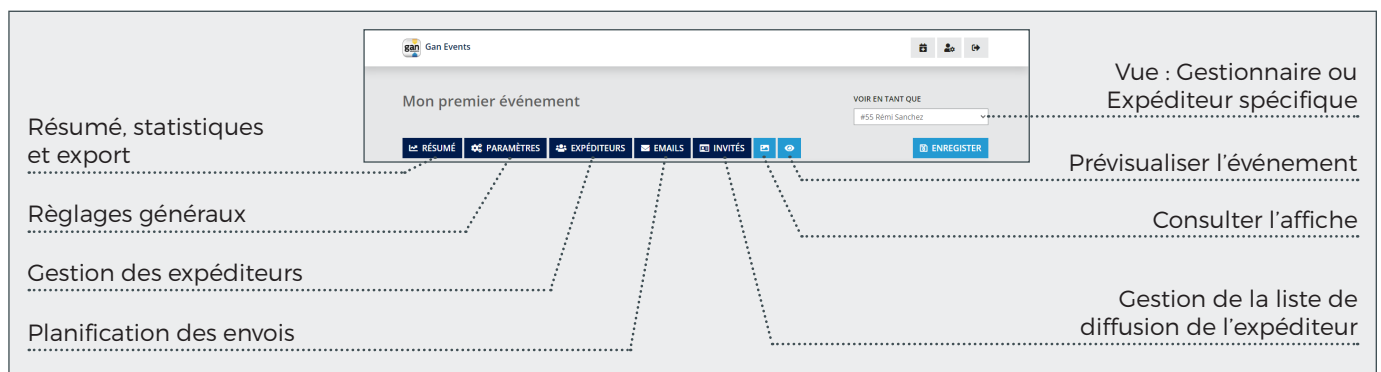 gan Gan Events
Mon premier événement
VOIR EN TANT QUE
#55 Rémi Sanchez
RÉSUMÉ PARAMÈTRES EXPÉDITEURS EMAILS INVITÉS ENREGISTRER
Résumé, statistiques
et export
Règlages généraux
Gestion des expéditeurs
Planification des envois
Vue : Gestionnaire ou
Expéditeur spécifique
Prévisualiser l’événement
Consulter l’affiche
Gestion de la liste de
diffusion de l’expéditeur